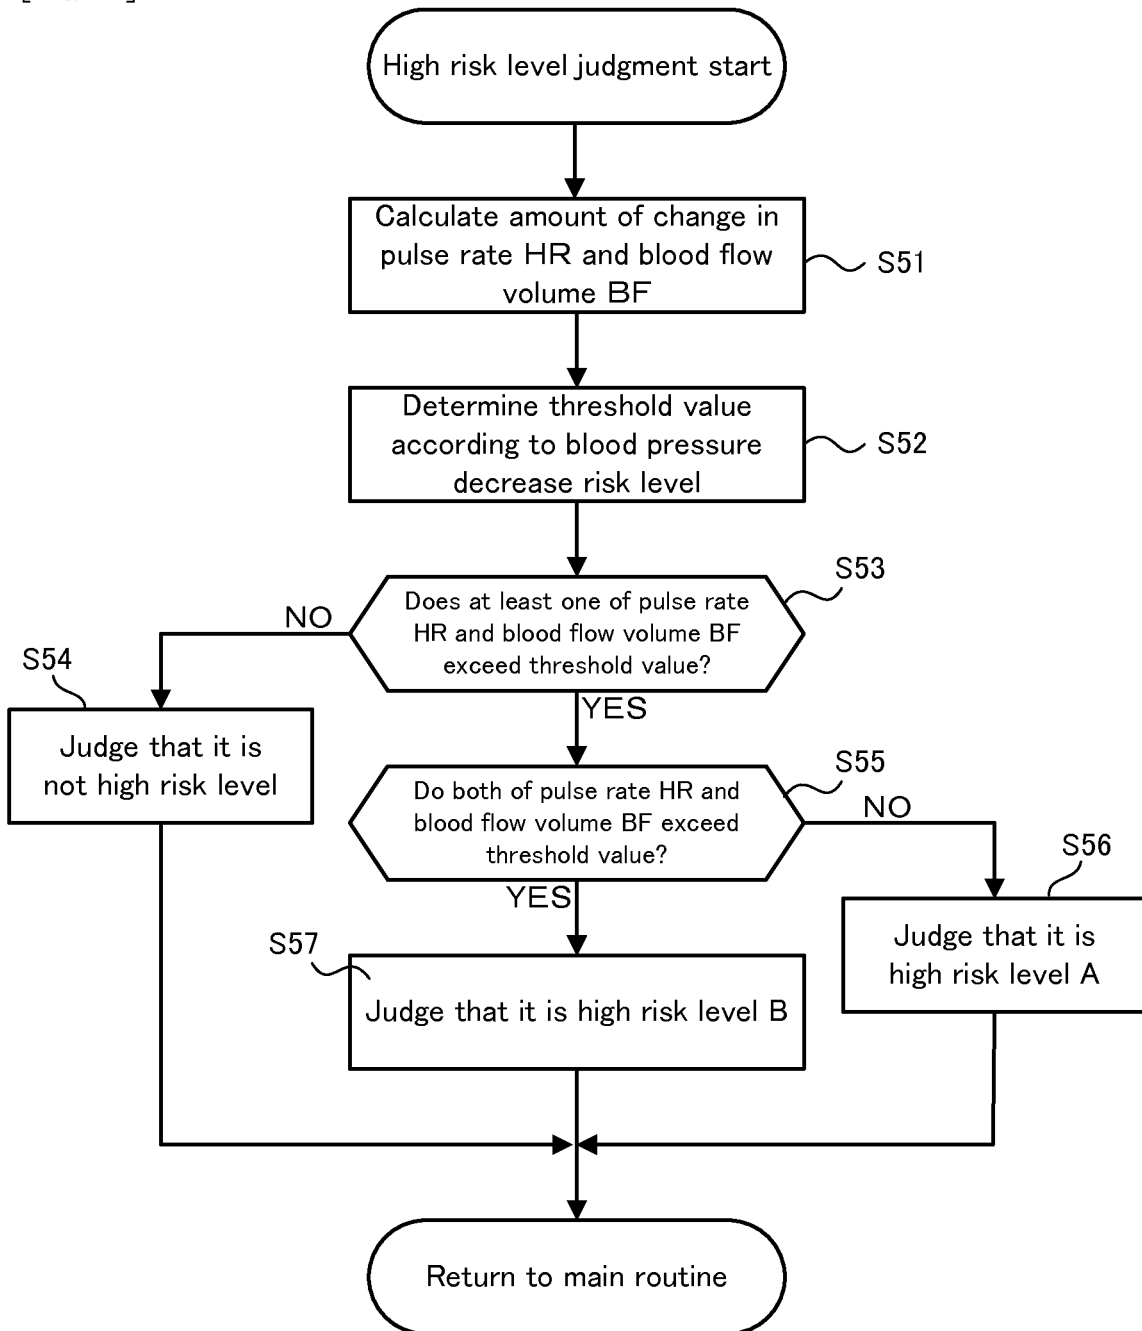 High risk level judgment start
Calculate amount of change in
pulse rate HR and blood flow
volume BF
S51
Determine threshold value
according to blood pressure
decrease risk level
S52
S53
Does at least one of pulse rate
HR and blood flow volume BF
exceed threshold value?
NO
YES
S54
Judge that it is
not high risk level
S55
Do both of pulse rate HR and
blood flow volume BF exceed
threshold value?
NO
YES
S56
Judge that it is
high risk level A
S57
Judge that it is high risk level B
Return to main routine